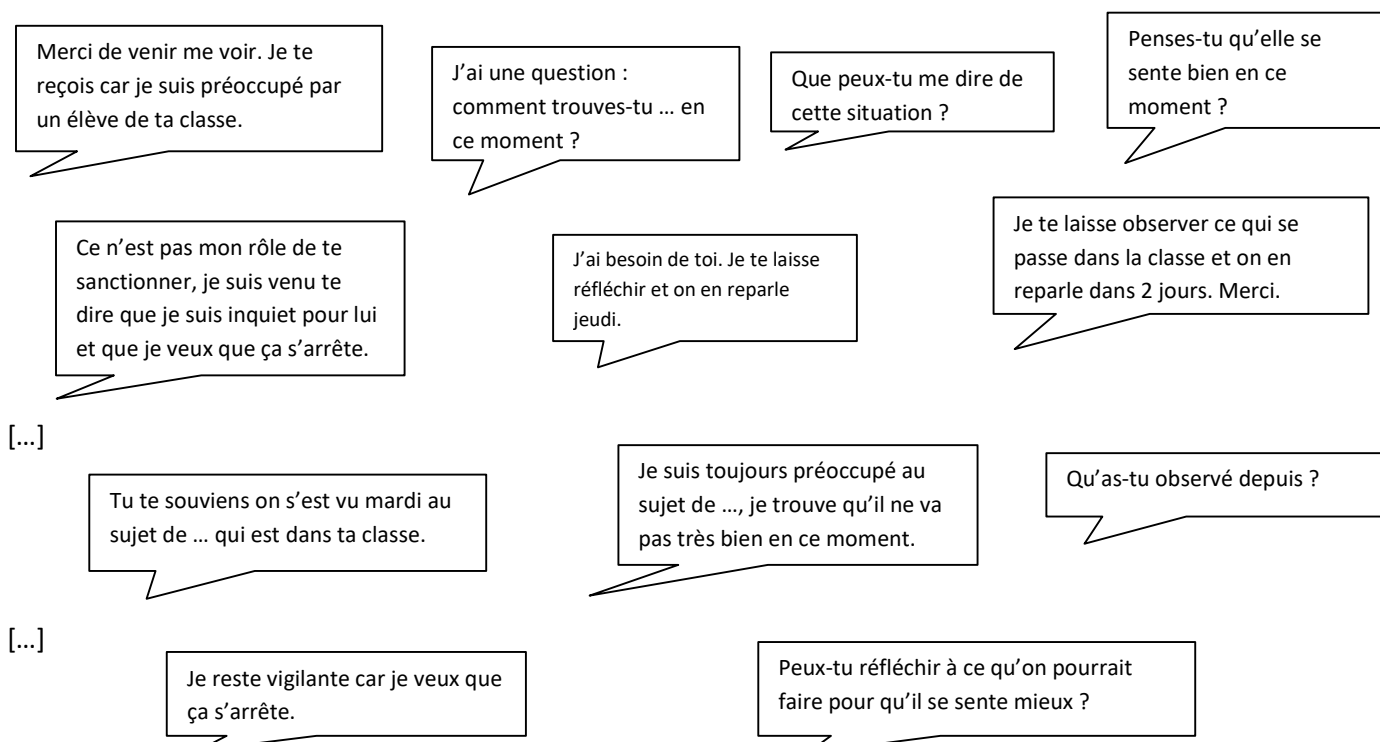 Merci de venir me voir. Je te
reçois car je suis préoccupé par
un élève de ta classe.
J’ai une question :
comment trouves-tu … en
ce moment ?
Que peux-tu me dire de
cette situation ?
Penses-tu qu’elle se
sente bien en ce
moment ?
Ce n’est pas mon rôle de te
sanctionner, je suis venu te
dire que je suis inquiet pour lui
et que je veux que ça s’arrête.
J’ai besoin de toi. Je te laisse
réfléchir et on en reparle
jeudi.
Je te laisse observer ce qui se
passe dans la classe et on en
reparle dans 2 jours. Merci.
[…]
Tu te souviens on s’est vu mardi au
sujet de … qui est dans ta classe.
Je suis toujours préoccupé au
sujet de …, je trouve qu’il ne va
pas très bien en ce moment.
Qu’as-tu observé depuis ?
[…]
Je reste vigilante car je veux que
ça s’arrête.
Peux-tu réfléchir à ce qu’on pourrait
faire pour qu’il se sente mieux ?